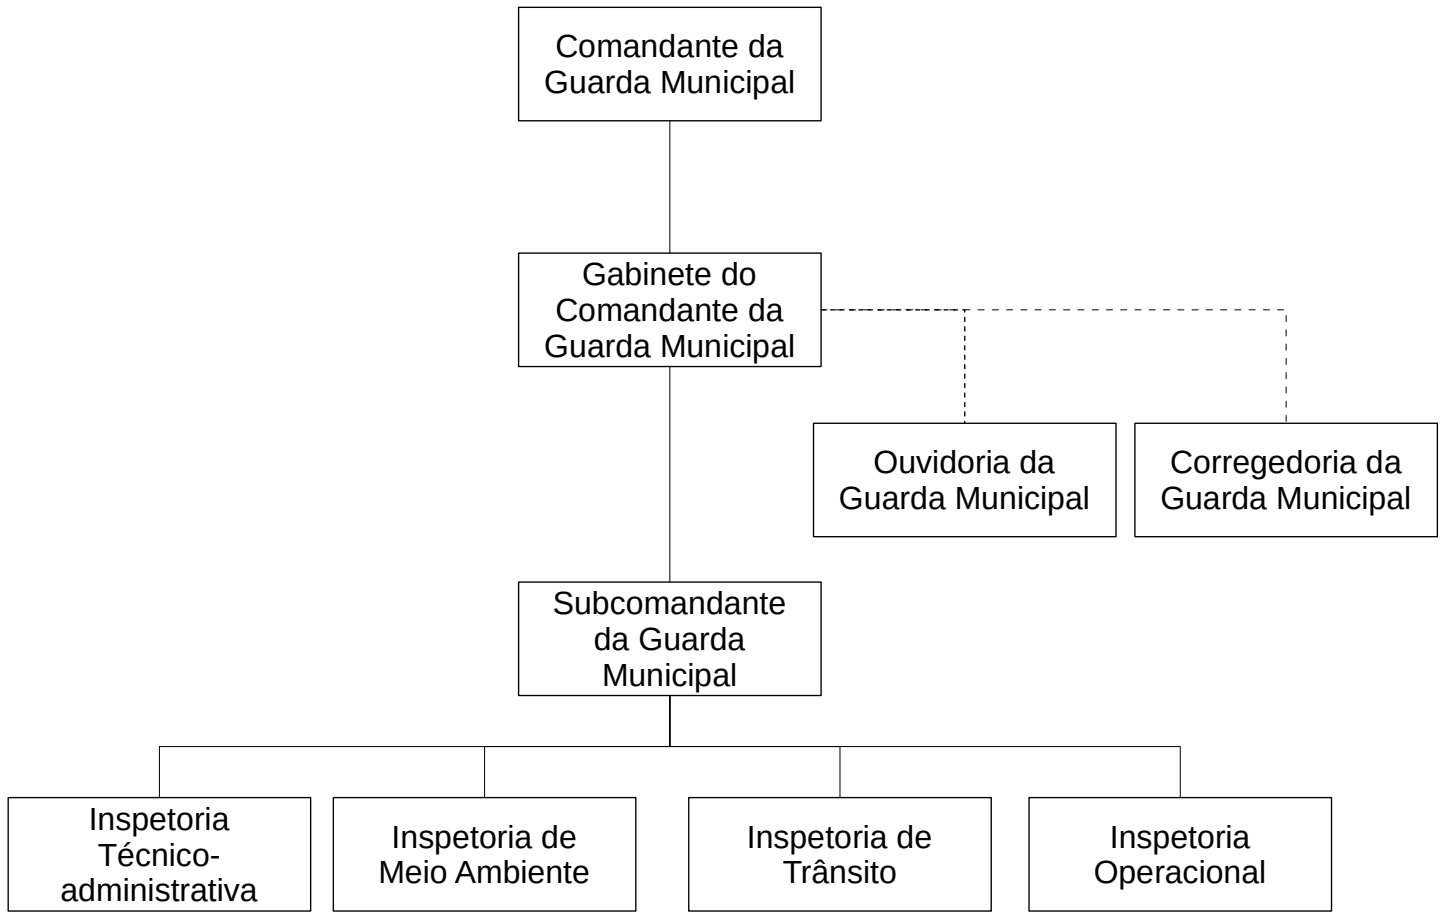 Comandante da
Guarda Municipal
Gabinete do
Comandante da
Guarda Municipal
Ouvidoria da
Guarda Municipal
Corregedoria da
Guarda Municipal
Subcomandante
da Guarda
Municipal
Inspetoria
Técnico-
administrativa
Inspetoria de
Meio Ambiente
Inspetoria de
Trânsito
Inspetoria
Operacional